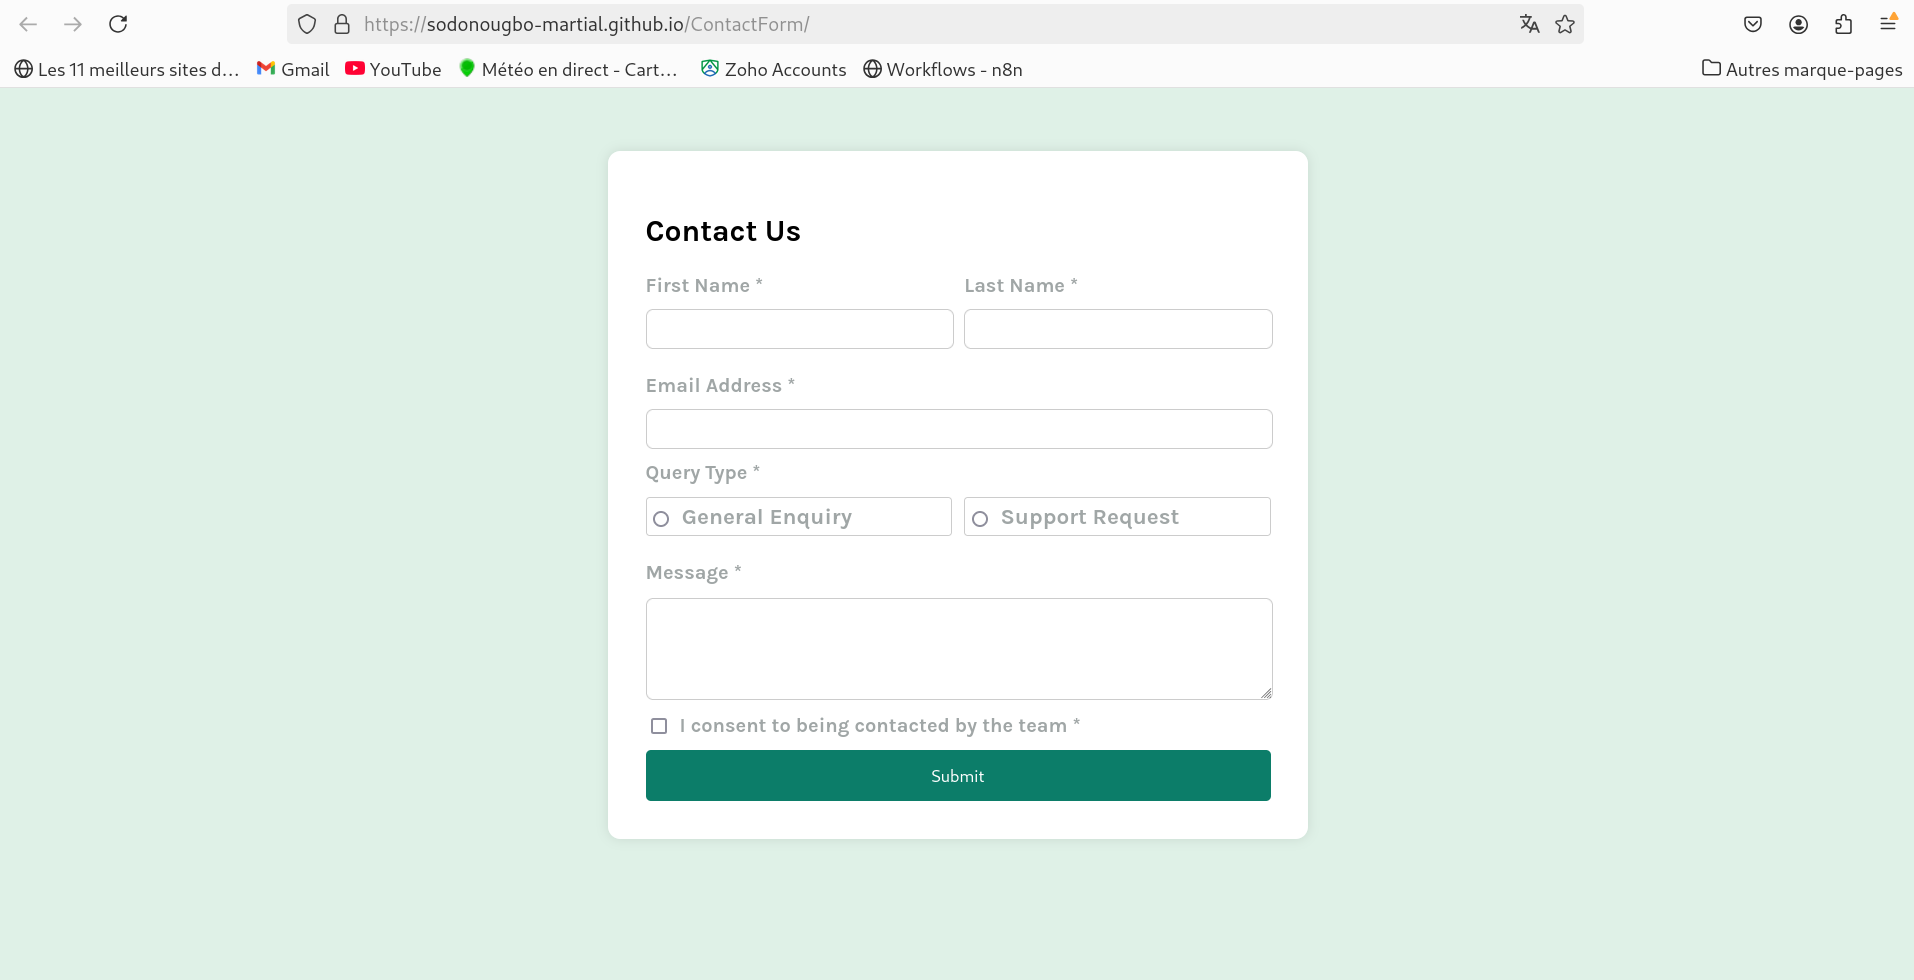 https://sodonougbo-martial.github.io/ContactForm/
Les 11 meilleurs sites d... Gmail YouTube Météo en direct - Cart... Zoho Accounts Workflows - n8n Autres marque-pages
Contact Us
First Name * Last Name *
Email Address *
Query Type *
General Enquiry Support Request
Message *
I consent to being contacted by the team *
Submit